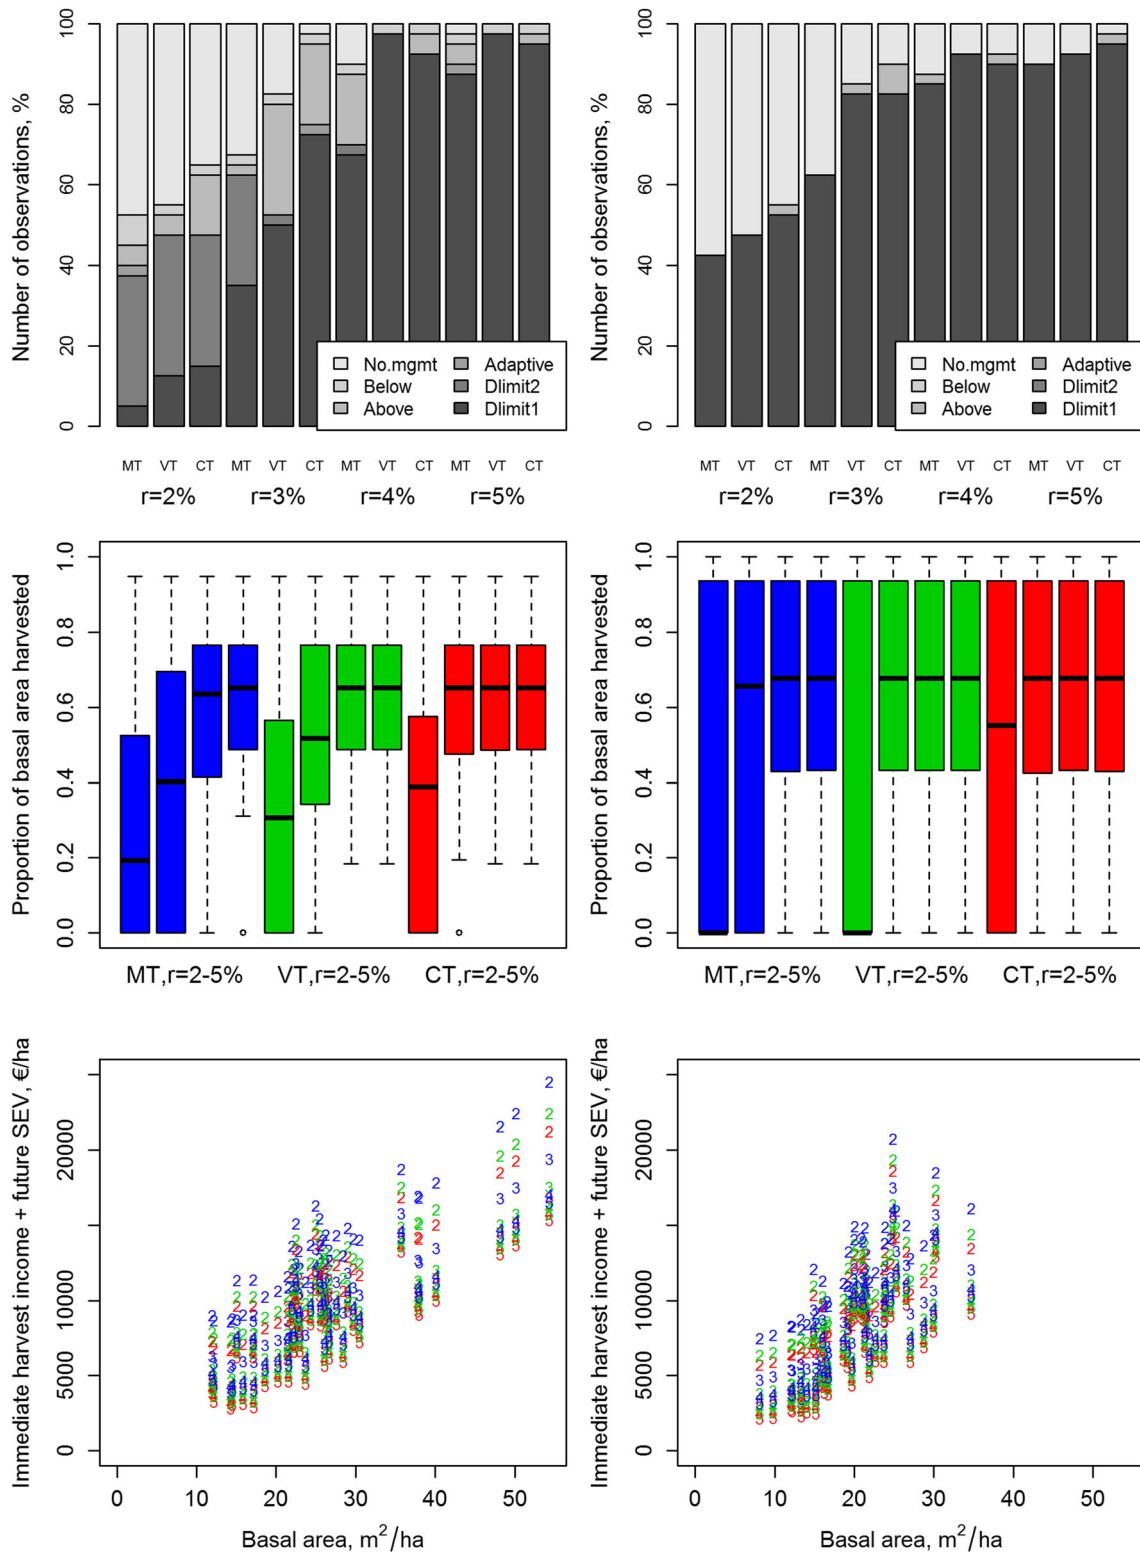 Number of observations, %
100
80
60
40
20
0
No.mgmt Adaptive
Below Dlimit2
Above Dlimit1
MT VT CT MT VT CT MT VT CT MT VT CT
r=2% r=3% r=4% r=5%
Number of observations, %
100
80
60
40
20
0
No.mgmt Adaptive
Below Dlimit2
Above Dlimit1
MT VT CT MT VT CT MT VT CT MT VT CT
r=2% r=3% r=4% r=5%
Proportion of basal area harvested
1.0
0.8
0.6
0.4
0.2
0.0
MT,r=2-5% VT,r=2-5% CT,r=2-5%
Proportion of basal area harvested
1.0
0.8
0.6
0.4
0.2
0.0
MT,r=2-5% VT,r=2-5% CT,r=2-5%
Immediate harvest income + future SEV, €/ha
20000
10000
5000
0
0 10 20 30 40 50
Basal area, m²/ha
Immediate harvest income + future SEV, €/ha
20000
10000
5000
0
0 10 20 30 40 50
Basal area, m²/ha